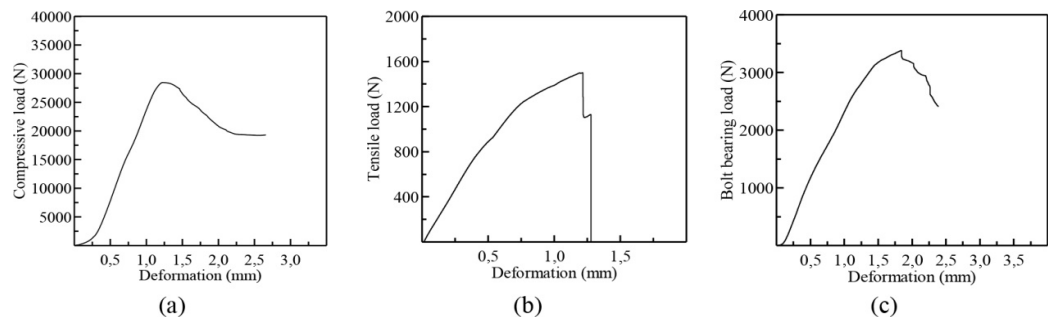 40000
35000
30000
25000
20000
15000
10000
5000
Compressive load (N)
0,5 1,0 1,5 2,0 2,5 3,0
Deformation (mm)
(a)
2000
1600
1200
800
400
Tensile load (N)
0,5 1,0 1,5
Deformation (mm)
(b)
4000
3000
2000
1000
Bolt bearing load (N)
0,5 1,0 1,5 2,0 2,5 3,0 3,5
Deformation (mm)
(c)